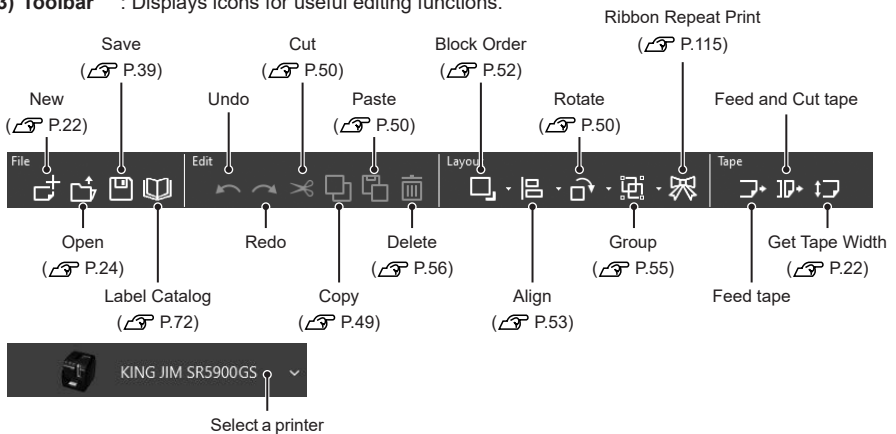 3) Toolbar : Displays icons for useful editing functions.
Ribbon Repeat Print
(P.115)
Save
(P.39)
Cut
(P.50)
Block Order
(P.52)
New
(P.22)
Undo
Paste
(P.50)
Rotate
(P.50)
Feed and Cut tape
File
Edit
Layou
Tape
Open
(P.24)
Redo
Delete
(P.56)
Group
(P.55)
Get Tape Width
(P.22)
Label Catalog
(P.72)
Copy
(P.49)
Align
(P.53)
Feed tape
KING JIM SR5900GS
Select a printer